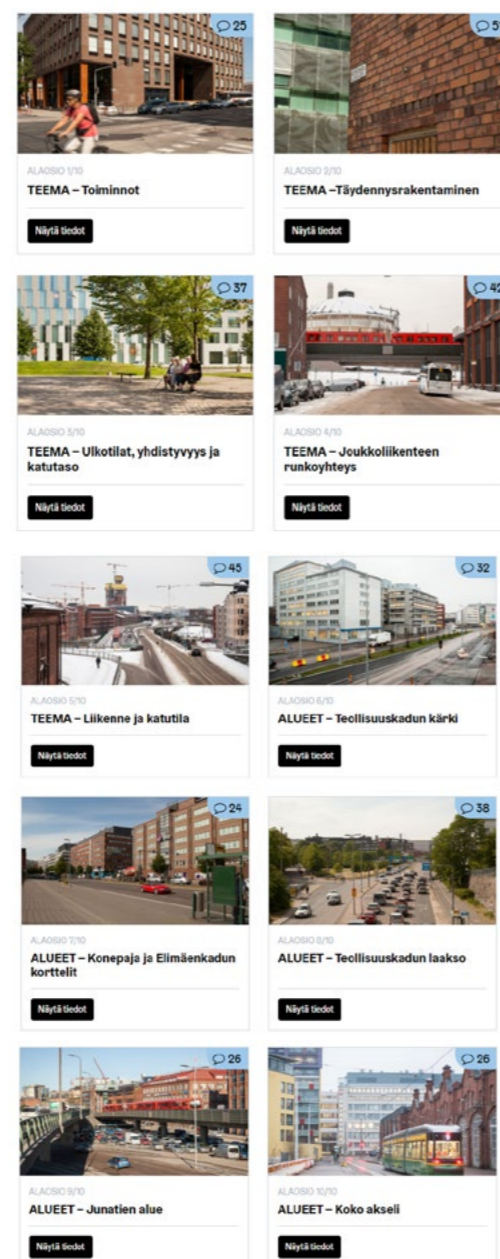 25
ALAOSIO 1/10
TEEMA – Toiminnot
Näytä tiedot
ALAOSIO 2/10
TEEMA –Täydennysrakentaminen
Näytä tiedot
37
ALAOSIO 3/10
TEEMA – Ulkotilat, yhdistyvyys ja
katutaso
Näytä tiedot
42
ALAOSIO 4/10
TEEMA – Joukkoliikenteen
runkoyhteys
Näytä tiedot
45
ALAOSIO 5/10
TEEMA – Liikenne ja katutila
Näytä tiedot
32
ALAOSIO 6/10
ALUEET – Teollisuuskadun kärki
Näytä tiedot
24
ALAOSIO 7/10
ALUEET – Konepaja ja Elimäenkadun
korttelit
Näytä tiedot
38
ALAOSIO 8/10
ALUEET – Teollisuuskadun laakso
Näytä tiedot
26
ALAOSIO 9/10
ALUEET – Junatien alue
Näytä tiedot
26
ALAOSIO 10/10
ALUEET – Koko akseli
Näytä tiedot